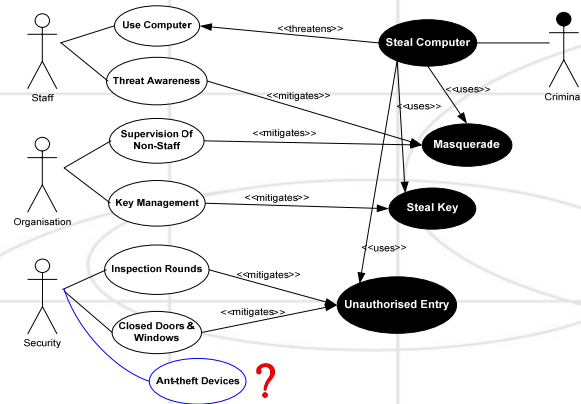 Use Computer
<<threatens>>
Steal Computer
Staff
Threat Awareness
<<mitigates>>
<<uses>>
<<uses>>
Criminal
Supervision Of
Non-Staff
<<mitigates>>
Masquerade
Organisation
Key Management
<<mitigates>>
Steal Key
<<uses>>
Inspection Rounds
<<mitigates>>
Unauthorised Entry
Security
Closed Doors &
Windows
<<mitigates>>
Ant-theft Devices
?